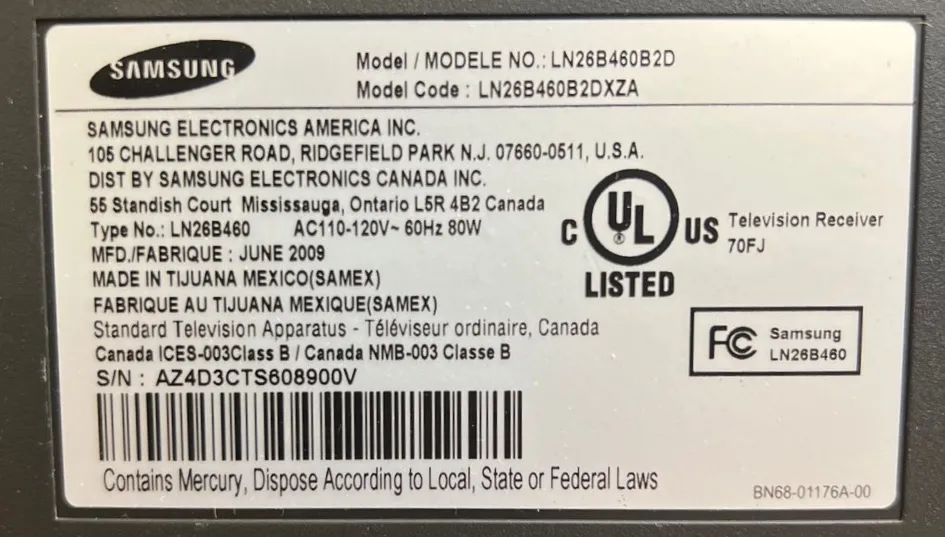 SAMSUNG
Model / MODELE NO.: LN26B460B2D
Model Code : LN26B460B2DXZA
SAMSUNG ELECTRONICS AMERICA INC.
105 CHALLENGER ROAD, RIDGEFIELD PARK N.J. 07660-0511, U.S.A.
DIST BY SAMSUNG ELECTRONICS CANADA INC.
55 Standish Court Mississauga, Ontario L5R 4B2 Canada
Type No.: LN26B460 AC110-120V~ 60Hz 80W
MFD./FABRIQUE : JUNE 2009
MADE IN TIJUANA MEXICO(SAMEX)
FABRIQUE AU TIJUANA MEXIQUE(SAMEX)
Standard Television Apparatus - Téléviseur ordinaire, Canada
Canada ICES-003Class B / Canada NMB-003 Classe B
S/N : AZ4D3CTS608900V
Contains Mercury, Dispose According to Local, State or Federal Laws
C UL ® US
LISTED
Television Receiver
70FJ
FC Samsung
LN26B460
BN68-01176A-00